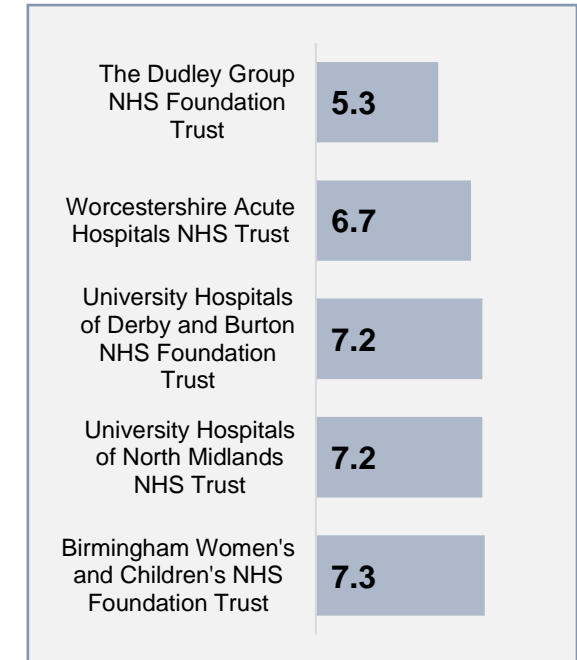 The Dudley Group
NHS Foundation
Trust
5.3
Worcestershire Acute
Hospitals NHS Trust
6.7
University Hospitals
of Derby and Burton
NHS Foundation
Trust
7.2
University Hospitals
of North Midlands
NHS Trust
7.2
Birmingham Women's
and Children's NHS
Foundation Trust
7.3